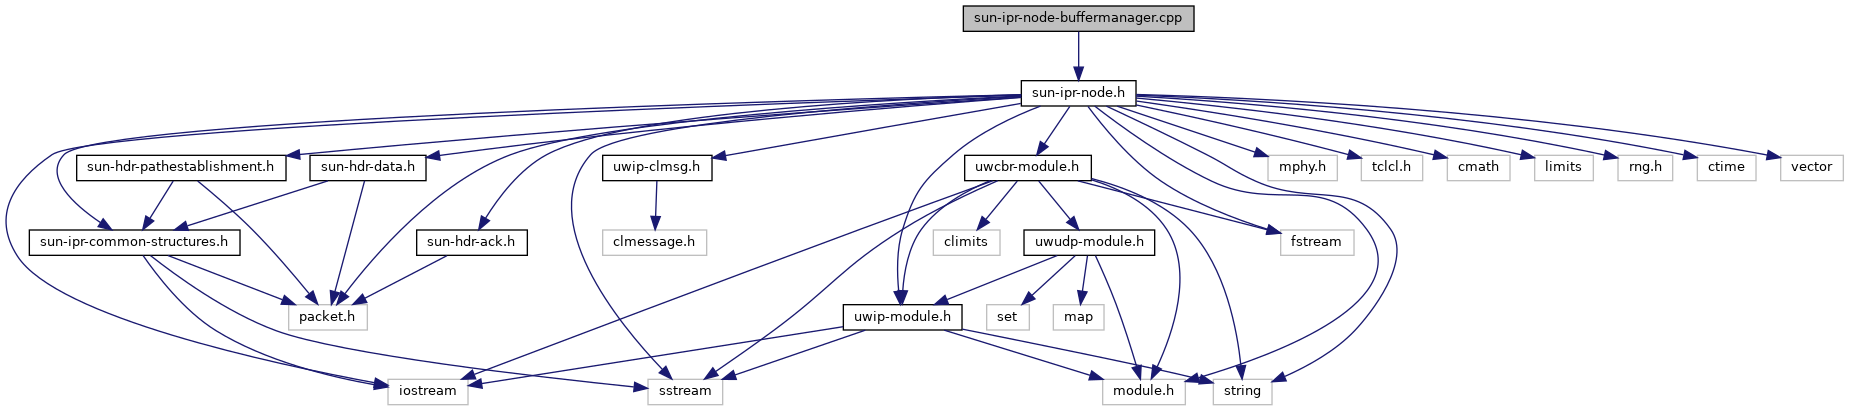 sun-ipr-node-buffermanager.cpp
sun-ipr-node.h
sun-hdr-pathestablishment.h
sun-hdr-data.h
uwip-clmsg.h
uwcbr-module.h
mphy.h
tclcl.h
cmath
limits
rng.h
ctime
vector
sun-ipr-common-structures.h
sun-hdr-ack.h
clmessage.h
climits
uwudp-module.h
fstream
packet.h
uwip-module.h
set
map
iostream
sstream
module.h
string